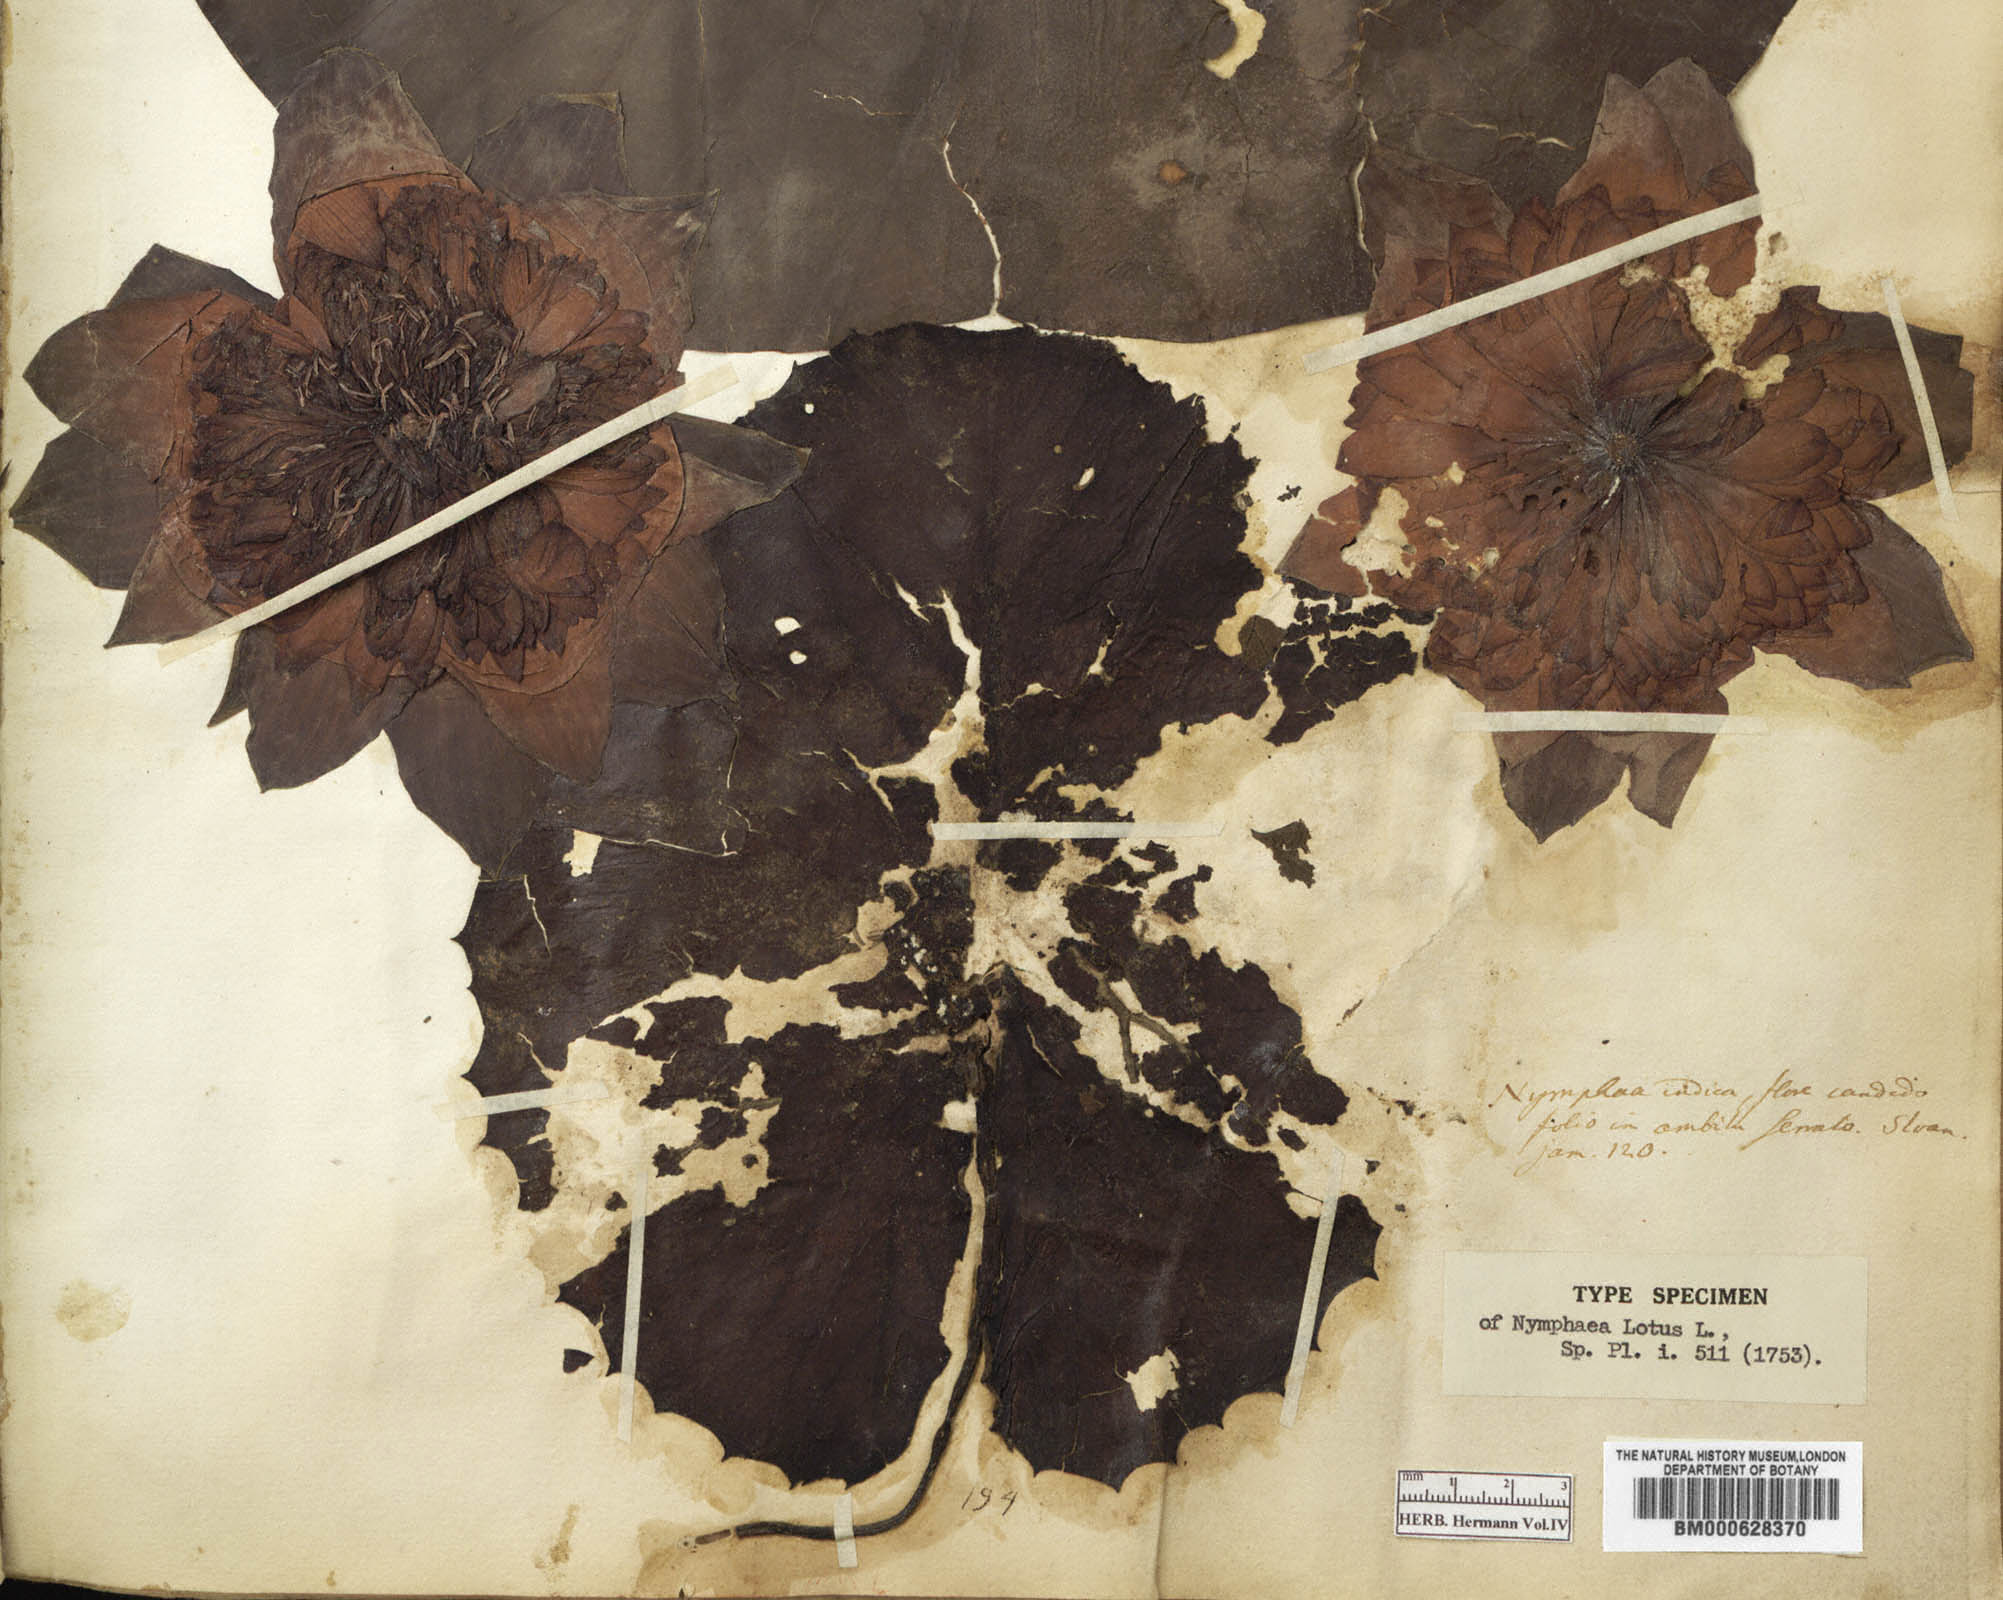 Nymphaea indica, flore candido
folio in ambitu serrato. Sloan.
jam. 120.
TYPE SPECIMEN
of Nymphaea Lotus L.,
Sp. Pl. i. 511 (1753).
THE NATURAL HISTORY MUSEUM,LONDON
DEPARTMENT OF BOTANY
BM000628370
mm 1 2 3
HERB. Hermann Vol.IV
194